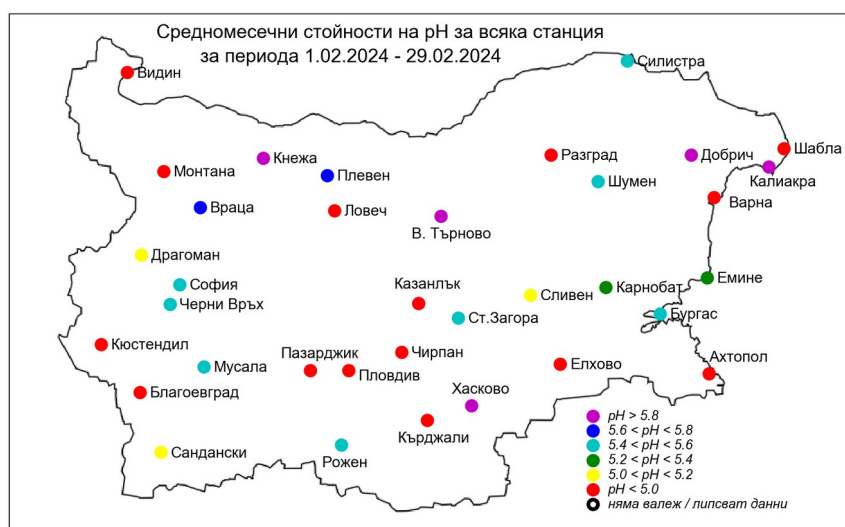 Средномесечни стойности на pH за всяка станция
за периода 1.02.2024 - 29.02.2024
Силистра
Видин
Шабла
Кнежа
Разград
Добрич
Монтана
Плевен
Калиакра
Шумен
Варна
Враца
Ловеч
В. Търново
Драгоман
Емине
София
Карнобат
Сливен
Казанлък
Черни Връх
Бургас
Ст.Загора
Кюстендил
Чирпан
Пазарджик
Ахтопол
Мусала
Елхово
Пловдив
Благоевград
Хасково
Кърджали
Сандански
Рожен
pH > 5.8
5.6 < pH < 5.8
5.4 < pH < 5.6
5.2 < pH < 5.4
5.0 < pH < 5.2
pH < 5.0
няма валеж / липсват данни